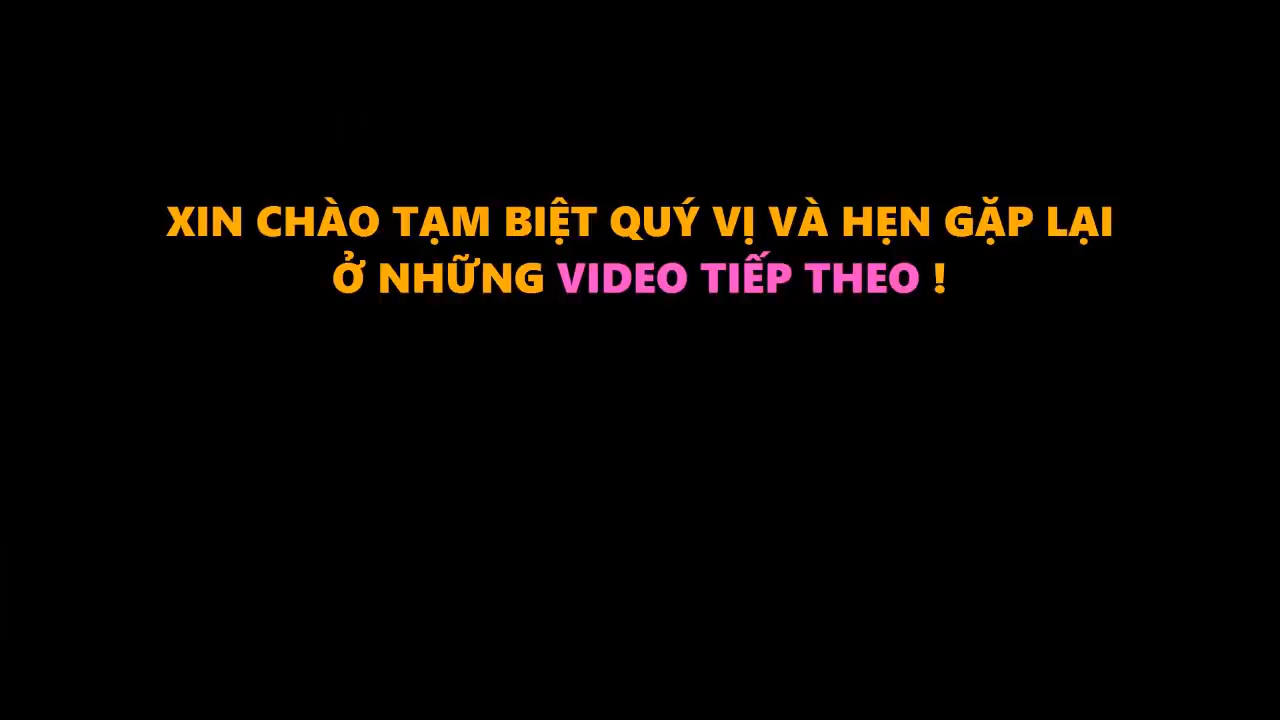 XIN CHÀO TẠM BIỆT QUÝ VỊ VÀ HẸN GẶP LẠI
Ở NHỮNG VIDEO TIẾP THEO !